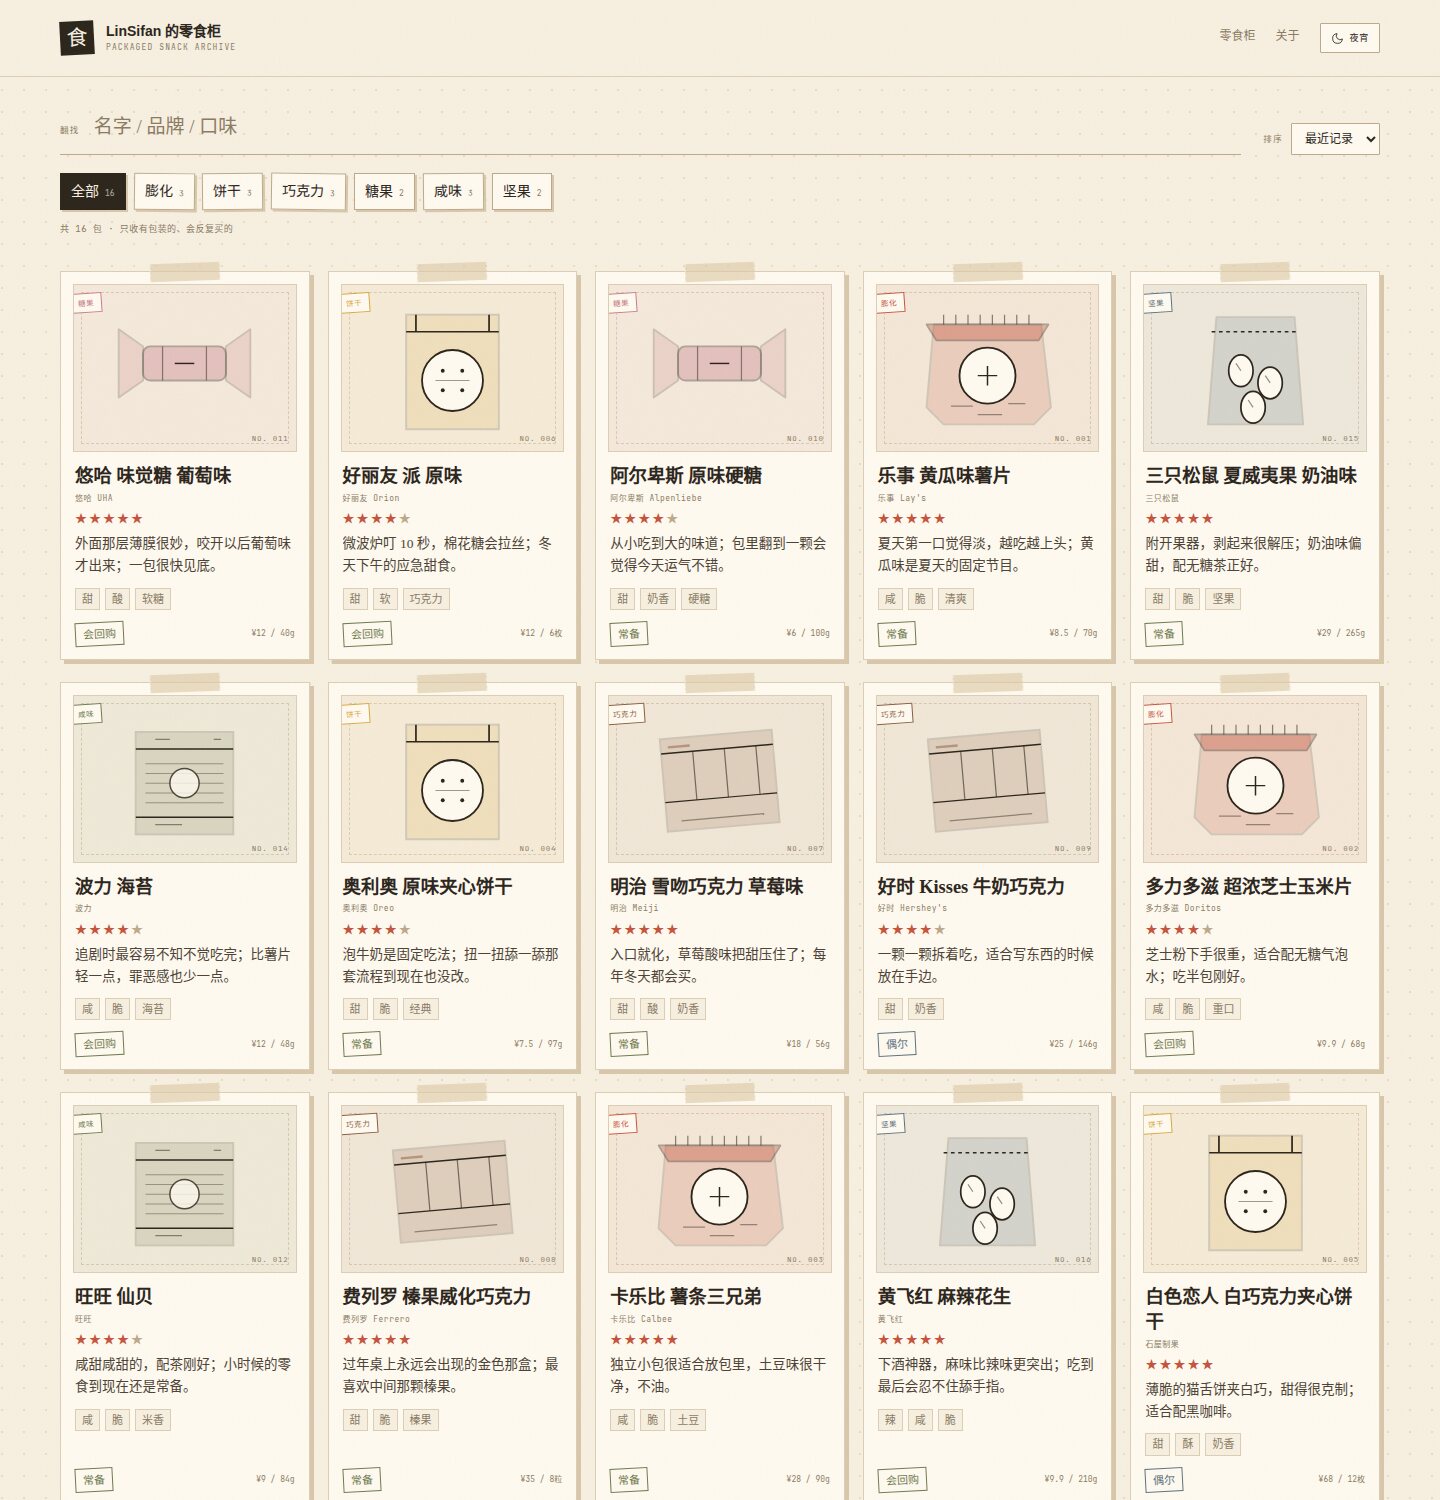 食
LinSifan 的零食柜
PACKAGED SNACK ARCHIVE
零食柜
关于
夜宵
翻找
名字 / 品牌 / 口味
排序
最近记录
全部 16
膨化 3
饼干 3
巧克力 3
糖果 2
咸味 3
坚果 2
共 16 包 · 只收有包装的、会反复买的
糖果
NO. 011
悠哈 味觉糖 葡萄味
悠哈 UHA
★★★★★
外面那层薄膜很妙，咬开以后葡萄味
才出来；一包很快见底。
甜 酸 软糖
会回购
¥12 / 40g
饼干
NO. 006
好丽友 派 原味
好丽友 Orion
★★★★★
微波炉叮 10 秒，棉花糖会拉丝；冬
天下午的应急甜食。
甜 软 巧克力
会回购
¥12 / 6枚
糖果
NO. 010
阿尔卑斯 原味硬糖
阿尔卑斯 Alpenliebe
★★★★★
从小吃到大的味道；包里翻到一颗会
觉得今天运气不错。
甜 奶香 硬糖
常备
¥6 / 100g
膨化
NO. 001
乐事 黄瓜味薯片
乐事 Lay's
★★★★★
夏天第一口觉得淡，越吃越上头；黄
瓜味是夏天的固定节目。
咸 脆 清爽
常备
¥8.5 / 70g
坚果
NO. 015
三只松鼠 夏威夷果 奶油味
三只松鼠
★★★★★
附开果器，剥起来很解压；奶油味偏
甜，配无糖茶正好。
甜 脆 坚果
常备
¥29 / 265g
咸味
NO. 014
波力 海苔
波力
★★★★★
追剧时最容易不知不觉吃完；比薯片
轻一点，罪恶感也少一点。
咸 脆 海苔
会回购
¥12 / 48g
饼干
NO. 004
奥利奥 原味夹心饼干
奥利奥 Oreo
★★★★★
泡牛奶是固定吃法；扭一扭舔一舔那
套流程到现在也没改。
甜 脆 经典
常备
¥7.5 / 97g
巧克力
NO. 007
明治 雪吻巧克力 草莓味
明治 Meiji
★★★★★
入口就化，草莓酸味把甜压住了；每
年冬天都会买。
甜 酸 奶香
常备
¥18 / 56g
巧克力
NO. 009
好时 Kisses 牛奶巧克力
好时 Hershey's
★★★★★
一颗一颗拆着吃，适合写东西的时候
放在手边。
甜 奶香
偶尔
¥25 / 146g
膨化
NO. 002
多力多滋 超浓芝士玉米片
多力多滋 Doritos
★★★★★
芝士粉下手很重，适合配无糖气泡
水；吃半包刚好。
咸 脆 重口
会回购
¥9.9 / 68g
咸味
NO. 012
旺旺 仙贝
旺旺
★★★★★
咸甜咸甜的，配茶刚好；小时候的零
食到现在还是常备。
咸 脆 米香
常备
¥9 / 84g
巧克力
NO. 008
费列罗 榛果威化巧克力
费列罗 Ferrero
★★★★★
过年桌上永远会出现的金色那盒；最
喜欢中间那颗榛果。
甜 脆 榛果
常备
¥35 / 8粒
膨化
NO. 003
卡乐比 薯条三兄弟
卡乐比 Calbee
★★★★★
独立小包很适合放包里，土豆味很干
净，不油。
咸 脆 土豆
常备
¥28 / 90g
坚果
NO. 016
黄飞红 麻辣花生
黄飞红
★★★★★
下酒神器，麻味比辣味更突出；吃到
最后会忍不住舔手指。
辣 咸 脆
会回购
¥9.9 / 210g
饼干
NO. 005
白色恋人 白巧克力夹心饼
干
石屋制果
★★★★★
薄脆的猫舌饼夹白巧，甜得很克制；
适合配黑咖啡。
甜 酥 奶香
偶尔
¥68 / 12枚